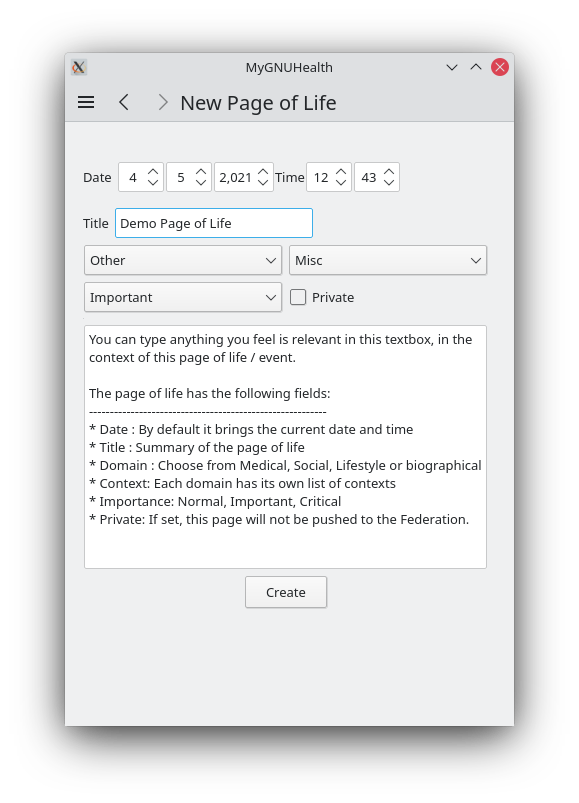 MyGNUHealth
New Page of Life
Date 4 5 2,021 Time 12 43
Title Demo Page of Life
Other Misc
Important Private
You can type anything you feel is relevant in this textbox, in the
context of this page of life / event.
The page of life has the following fields:
---------------------------------------------------------
* Date : By default it brings the current date and time
* Title : Summary of the page of life
* Domain : Choose from Medical, Social, Lifestyle or biographical
* Context: Each domain has its own list of contexts
* Importance: Normal, Important, Critical
* Private: If set, this page will not be pushed to the Federation.
Create